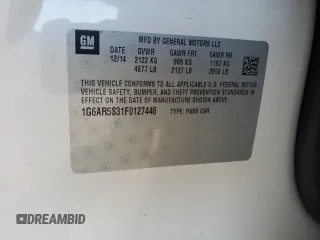 GM
MFD BY GENERAL MOTORS LLC
DATE GVWR GAWR FRT GAWR RR
12/14 2122 KG 965 KG 1157 KG
4677 LB 2127 LB 2550 LB
THIS VEHICLE CONFORMS TO ALL APPLICABLE U.S. FEDERAL MOTOR
VEHICLE SAFETY, BUMPER, AND THEFT PREVENTION STANDARDS
IN EFFECT ON THE DATE OF MANUFACTURE SHOWN ABOVE.
1G6AR5S31F0127446 TYPE: PASS CAR
DREAMBID